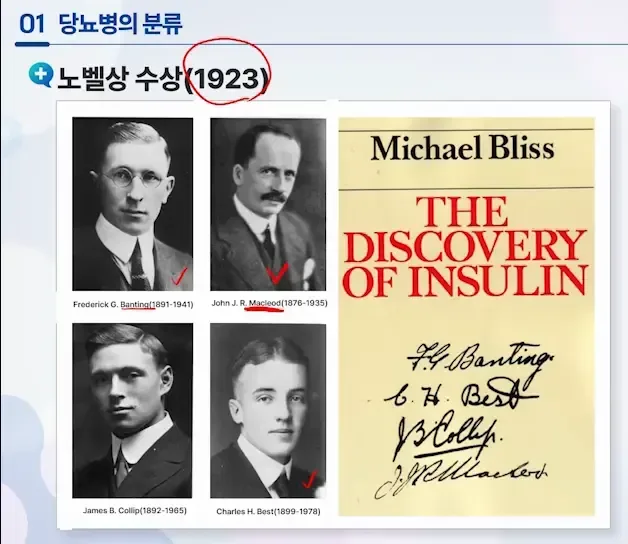 01 당뇨병의 분류
노벨상 수상(1923)
Frederick G. Banting(1891-1941)
John J. R. Macleod(1876-1935)
James B. Collip(1892-1965)
Charles H. Best(1899-1978)
Michael Bliss
THE
DISCOVERY
OF INSULIN
F.G Banting.
C. H. Best
J B Collip.
J.J.R Macleod